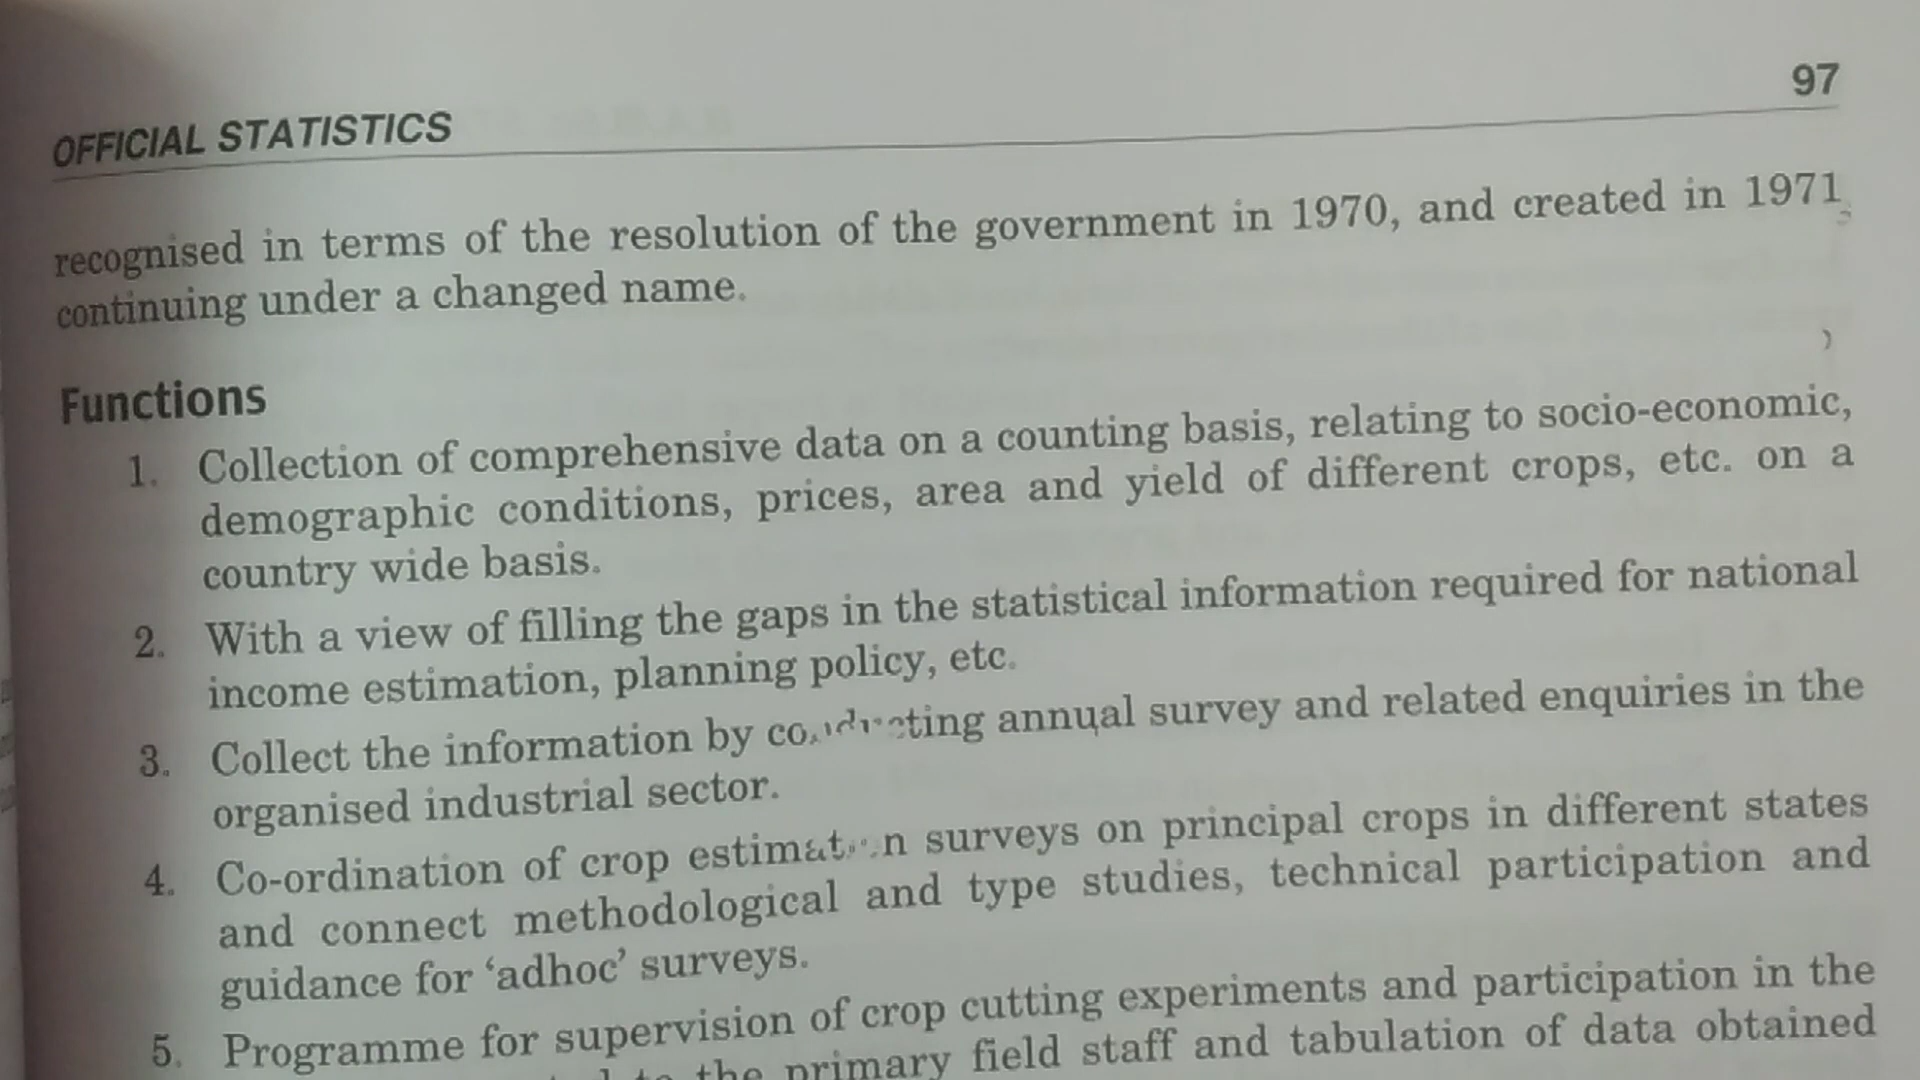 97
OFFICIAL STATISTICS
recognised in terms of the resolution of the government in 1970, and created in 1971
continuing under a changed name.
Functions
1. Collection of comprehensive data on a counting basis, relating to socio-economic,
demographic conditions, prices, area and yield of different crops, etc. on a
country wide basis.
2. With a view of filling the gaps in the statistical information required for national
income estimation, planning policy, etc.
3. Collect the information by conducting annual survey and related enquiries in the
organised industrial sector.
4. Co-ordination of crop estimation surveys on principal crops in different states
and connect methodological and type studies, technical participation and
guidance for ‘adhoc’ surveys.
5. Programme for supervision of crop cutting experiments and participation in the
to the primary field staff and tabulation of data obtained